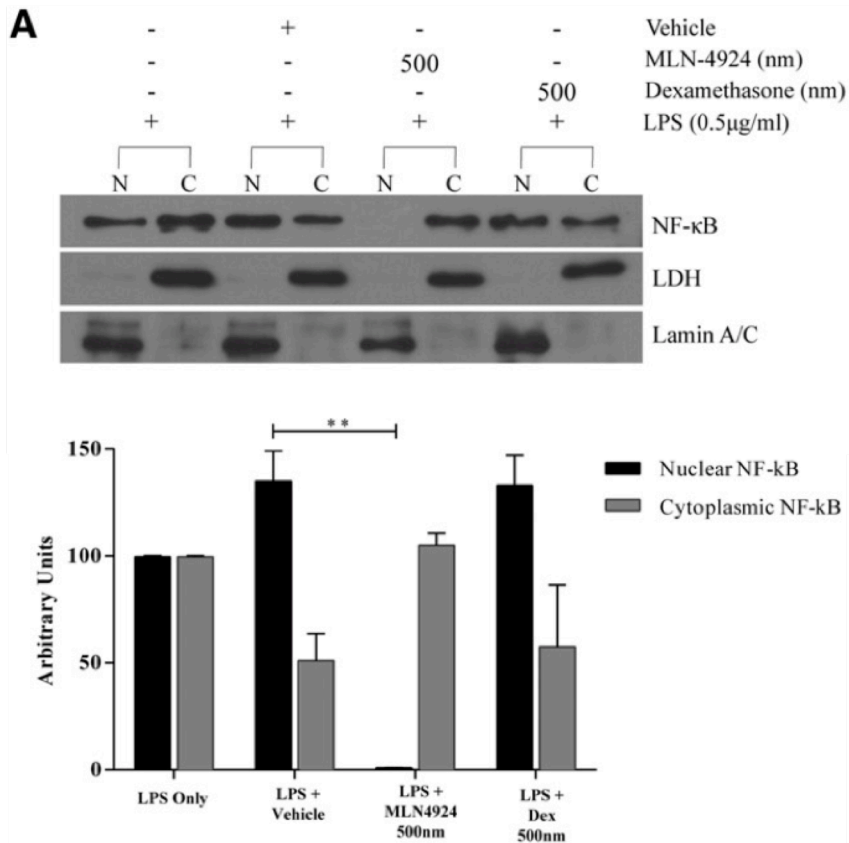 A
- + - - Vehicle
- - 500 - MLN-4924 (nm)
- - - 500 Dexamethasone (nm)
+ + + + LPS (0.5μg/ml)
N C N C N C N C
NF-κB
LDH
Lamin A/C
**
150
100
50
0
Arbitrary Units
Nuclear NF-kB
Cytoplasmic NF-kB
LPS Only
LPS +
Vehicle
LPS +
MLN4924
500nm
LPS +
Dex
500nm